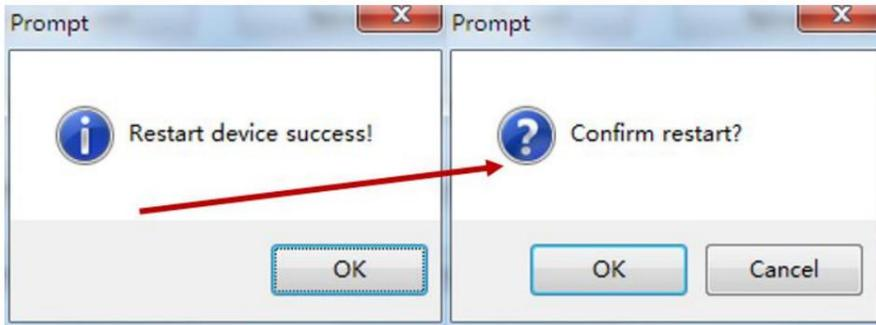 Prompt
Restart device success!
OK
Prompt
Confirm restart?
OK
Cancel